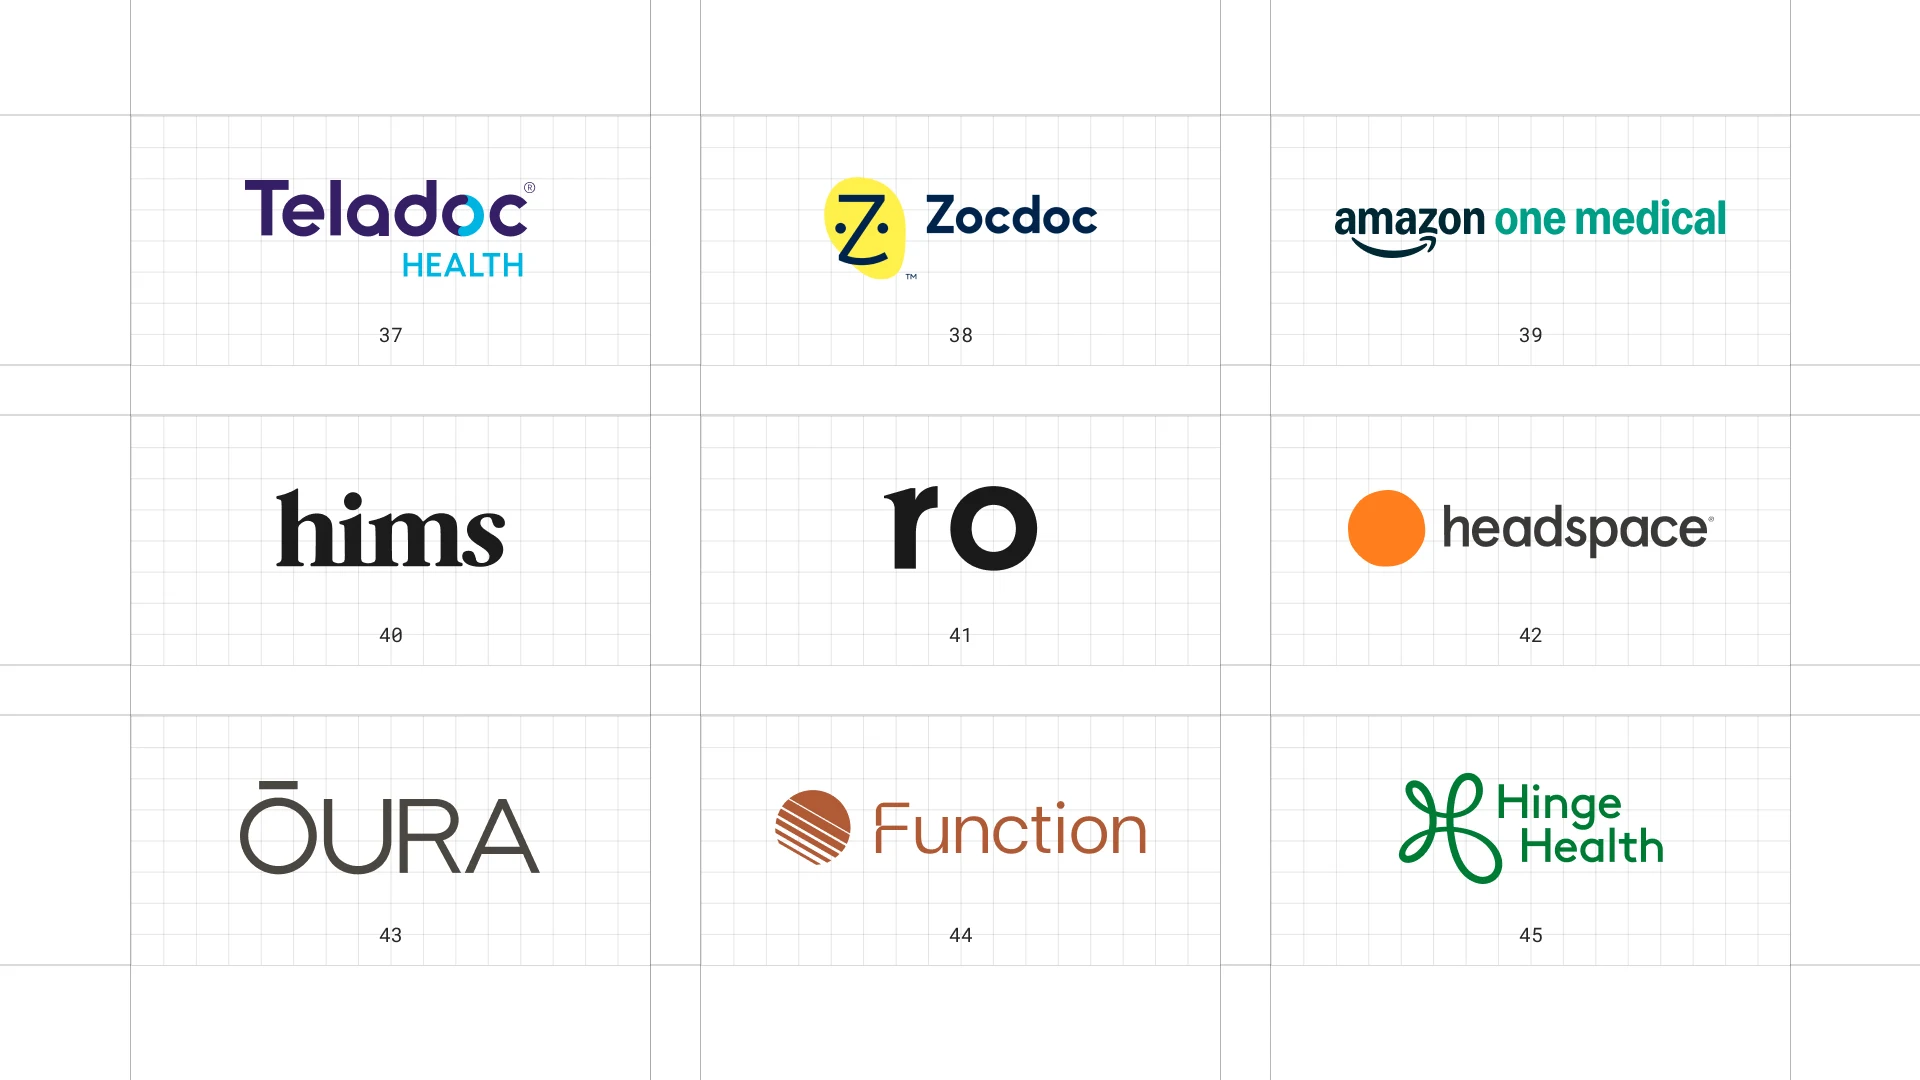 Teladoc®
HEALTH
37
Zocdoc
™
38
amazon one medical
39
hims
40
ro
41
headspace®
42
ŌURA
43
Function
44
Hinge
Health
45